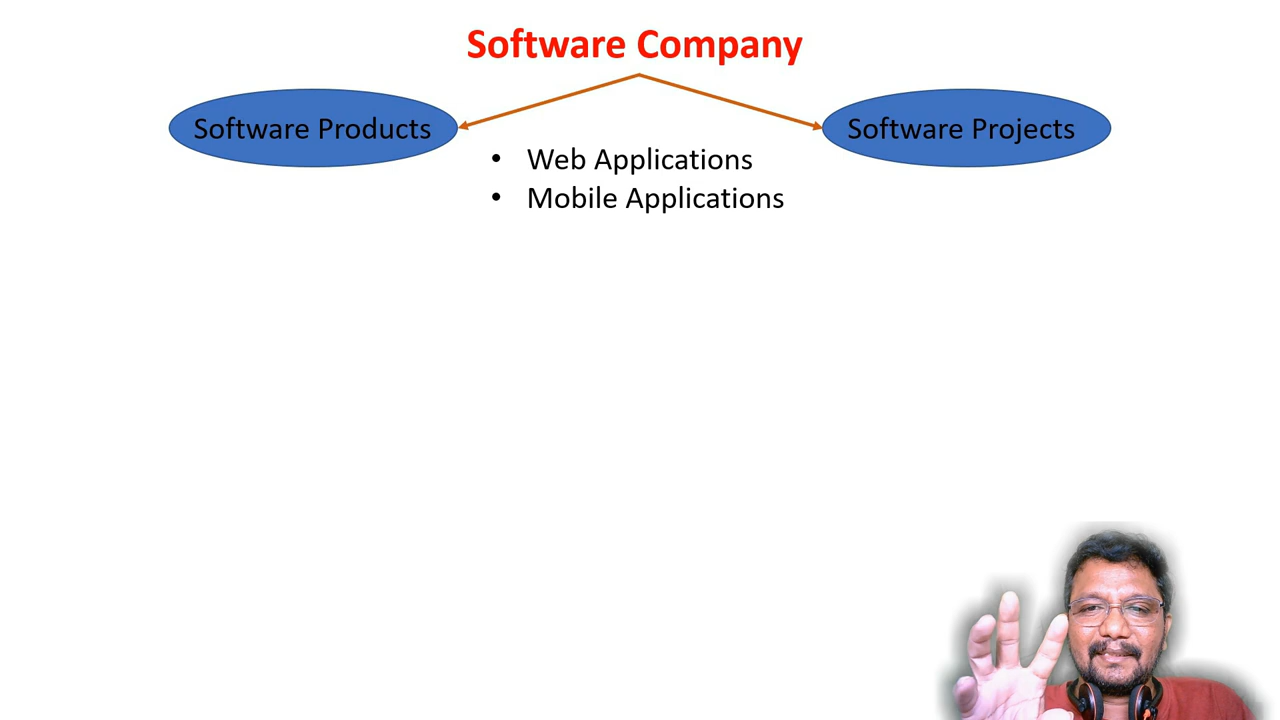 Software Company
Software Products
Software Projects
• Web Applications
• Mobile Applications